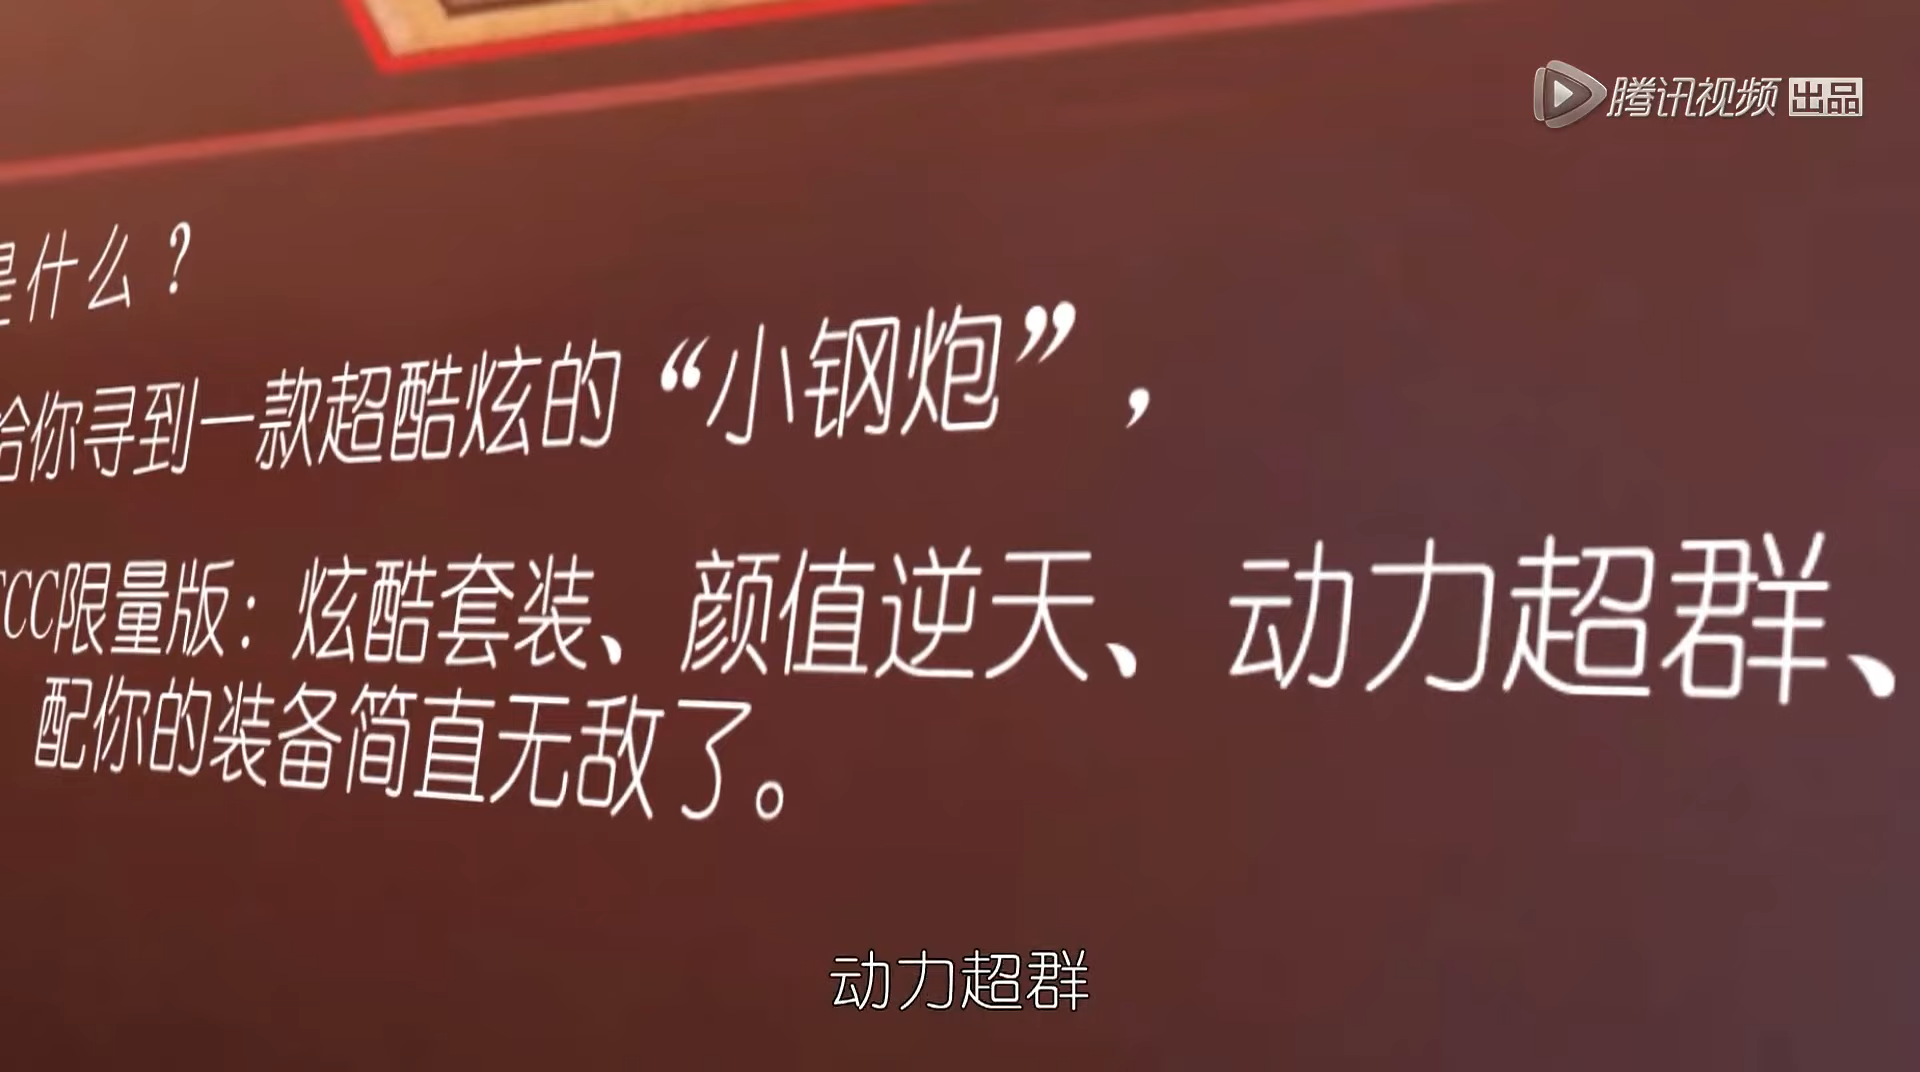 腾讯视频 出品
是什么？
给你寻到一款超酷炫的“小钢炮”，
CC限量版：炫酷套装、颜值逆天、动力超群、
配你的装备简直无敌了。
动力超群